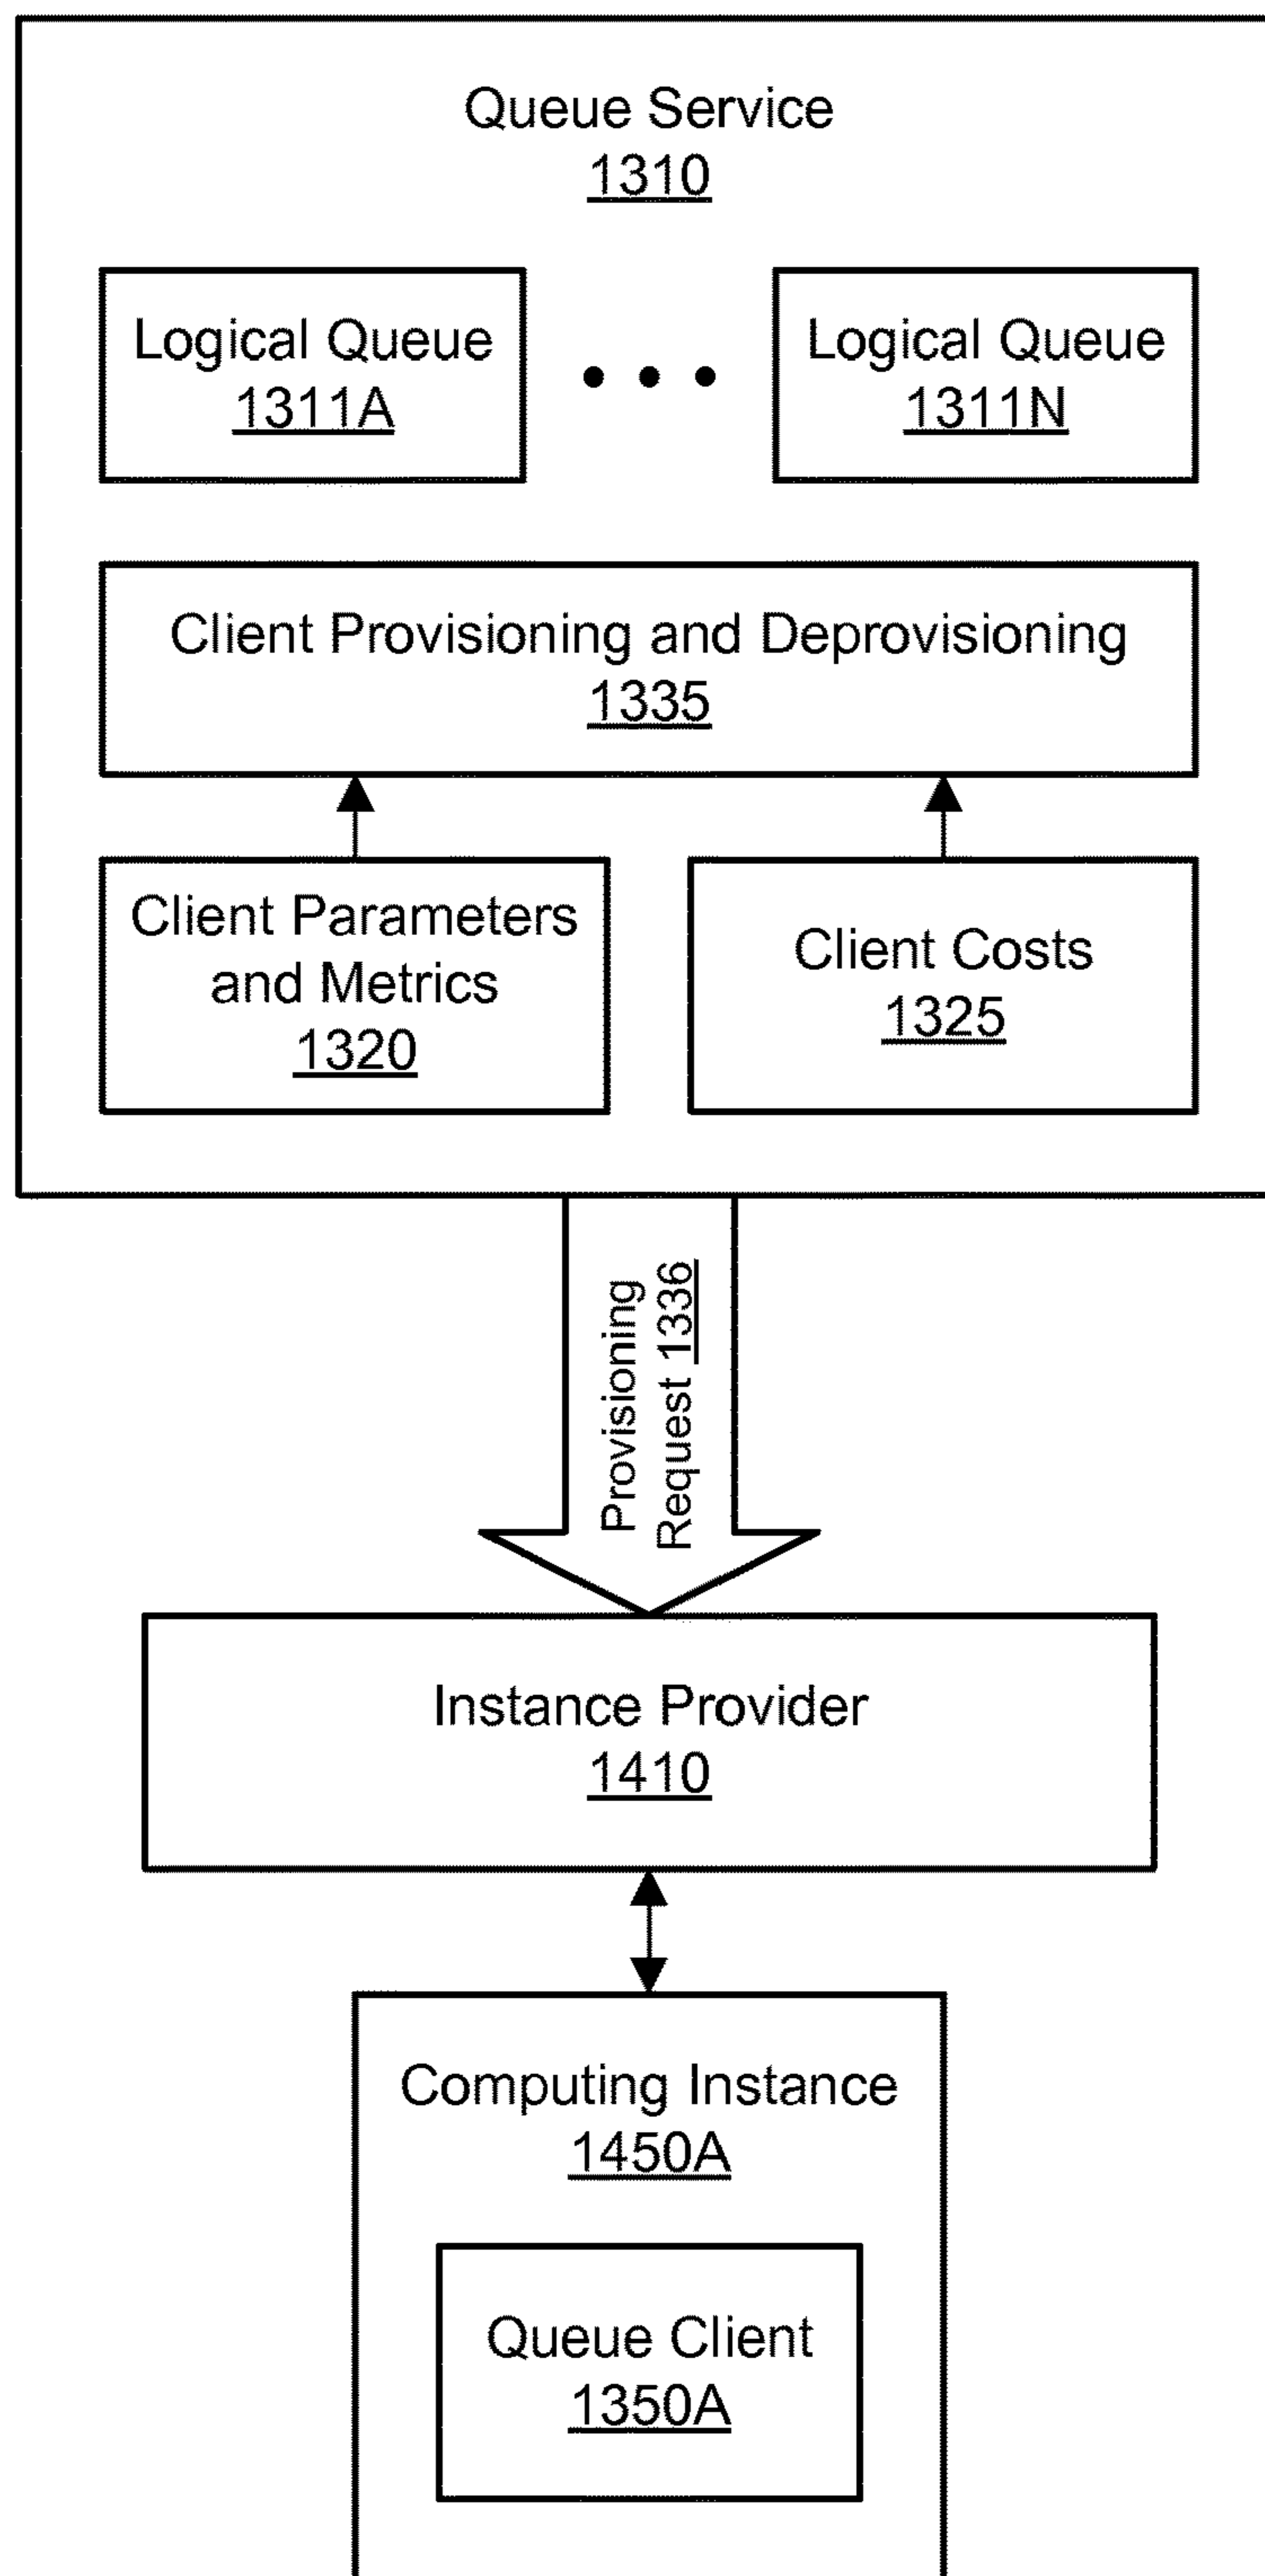 Queue Service
1310
Logical Queue
1311A
Logical Queue
1311N
Client Provisioning and Deprovisioning
1335
Client Parameters
and Metrics
1320
Client Costs
1325
Provisioning
Request 1336
Instance Provider
1410
Computing Instance
1450A
Queue Client
1350A